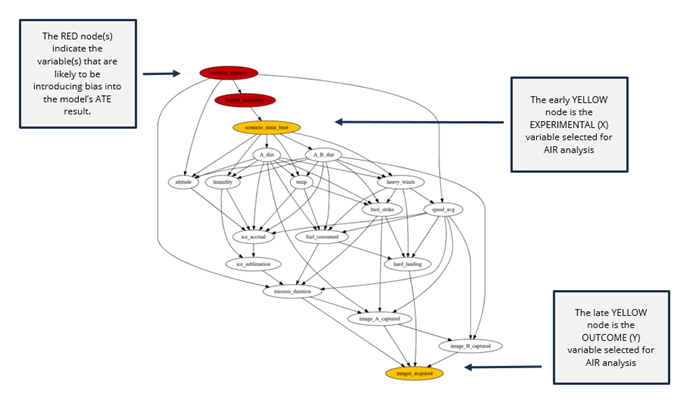 The RED node(s)
indicate the
variable(s) that are
likely to be
introducing bias into
the model's ATE
result.
The early YELLOW
node is the
EXPERIMENTAL (X)
variable selected for
AIR analysis
scenario_main_base
A_dist
A_B_dist
altitude
humidity
temp
heavy_winds
bird_strike
speed_avg
ice_accrual
fuel_consumed
ice_sublimation
hard_landing
mission_duration
image_A_captured
image_B_captured
images_acquired
The late YELLOW
node is the
OUTCOME (Y)
variable selected for
AIR analysis